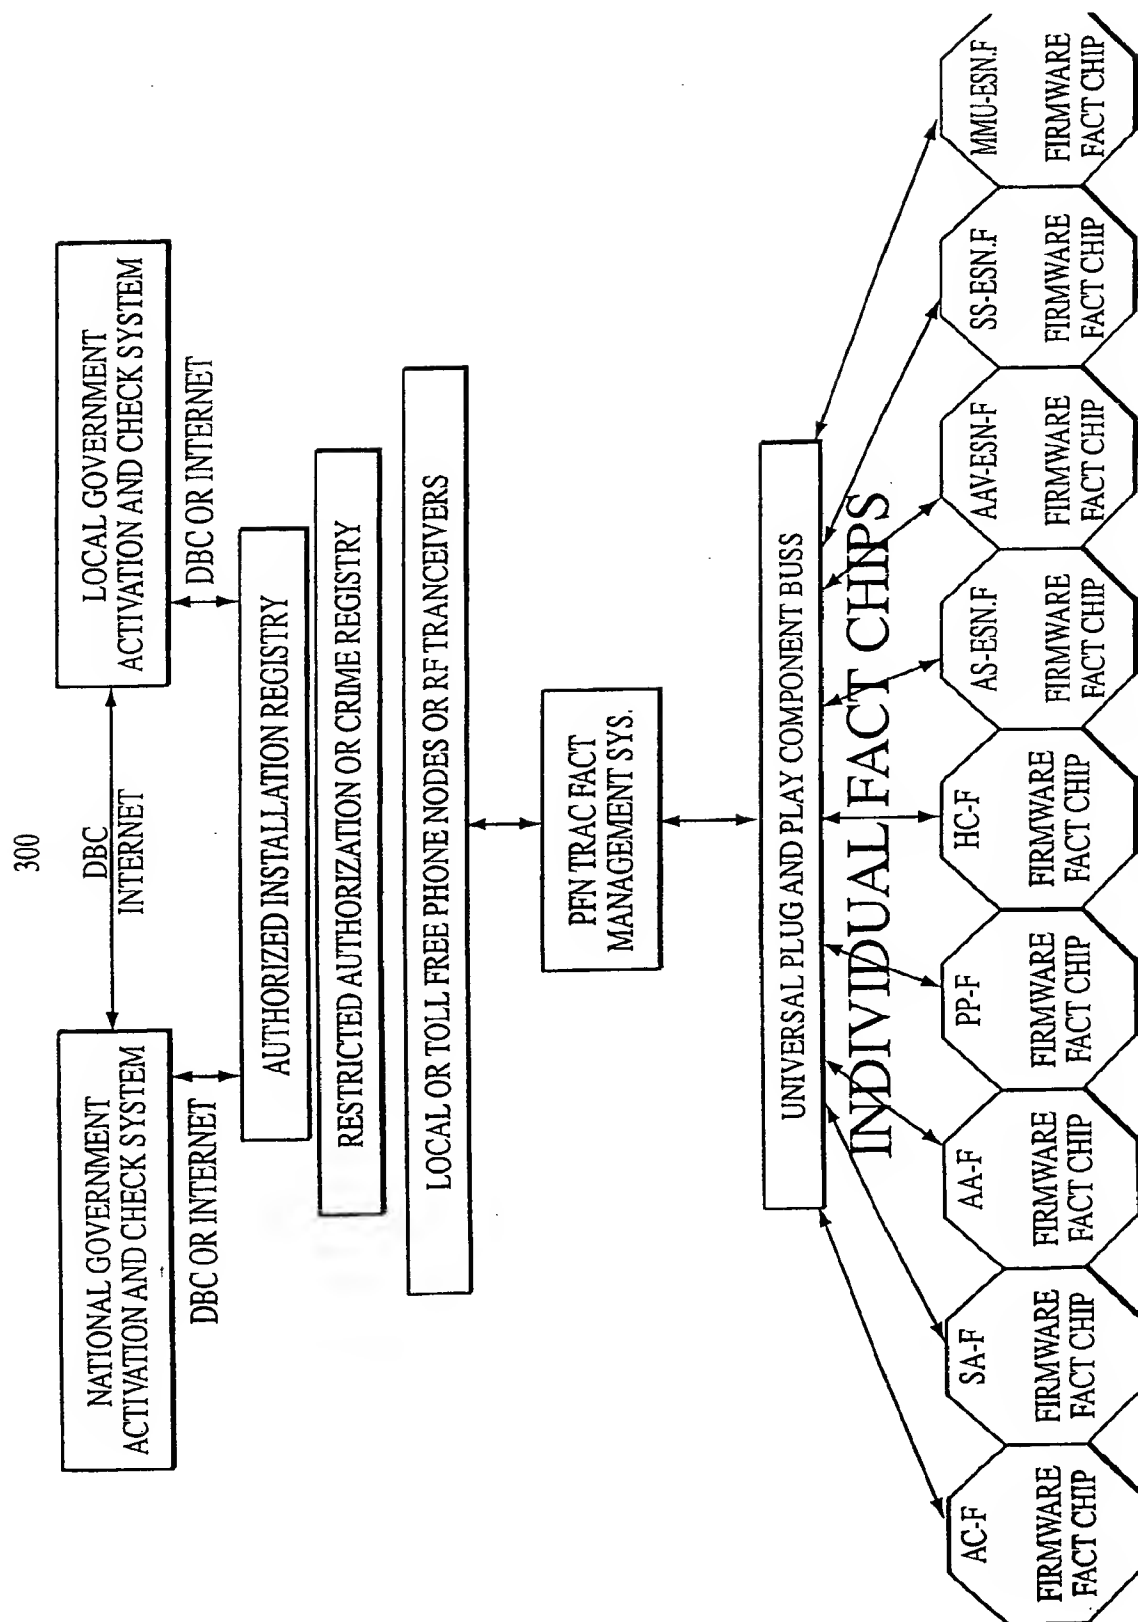 300
NATIONAL GOVERNMENT
ACTIVATION AND CHECK SYSTEM
DBC
INTERNET
LOCAL GOVERNMENT
ACTIVATION AND CHECK SYSTEM
DBC OR INTERNET
DBC OR INTERNET
AUTHORIZED INSTALLATION REGISTRY
RESTRICTED AUTHORIZATION OR CRIME REGISTRY
LOCAL OR TOLL FREE PHONE NODES OR RF TRANCEIVERS
PFN TRAC FACT
MANAGEMENT SYS.
UNIVERSAL PLUG AND PLAY COMPONENT BUSS
INDIVIDUAL FACT CHIPS
AC-F
FIRMWARE
FACT CHIP
SA-F
FIRMWARE
FACT CHIP
AA-F
FIRMWARE
FACT CHIP
PP-F
FIRMWARE
FACT CHIP
HC-F
FIRMWARE
FACT CHIP
AS-ESN.F
FIRMWARE
FACT CHIP
AAV-ESN-F
FIRMWARE
FACT CHIP
SS-ESN.F
FIRMWARE
FACT CHIP
MMU-ESN.F
FIRMWARE
FACT CHIP